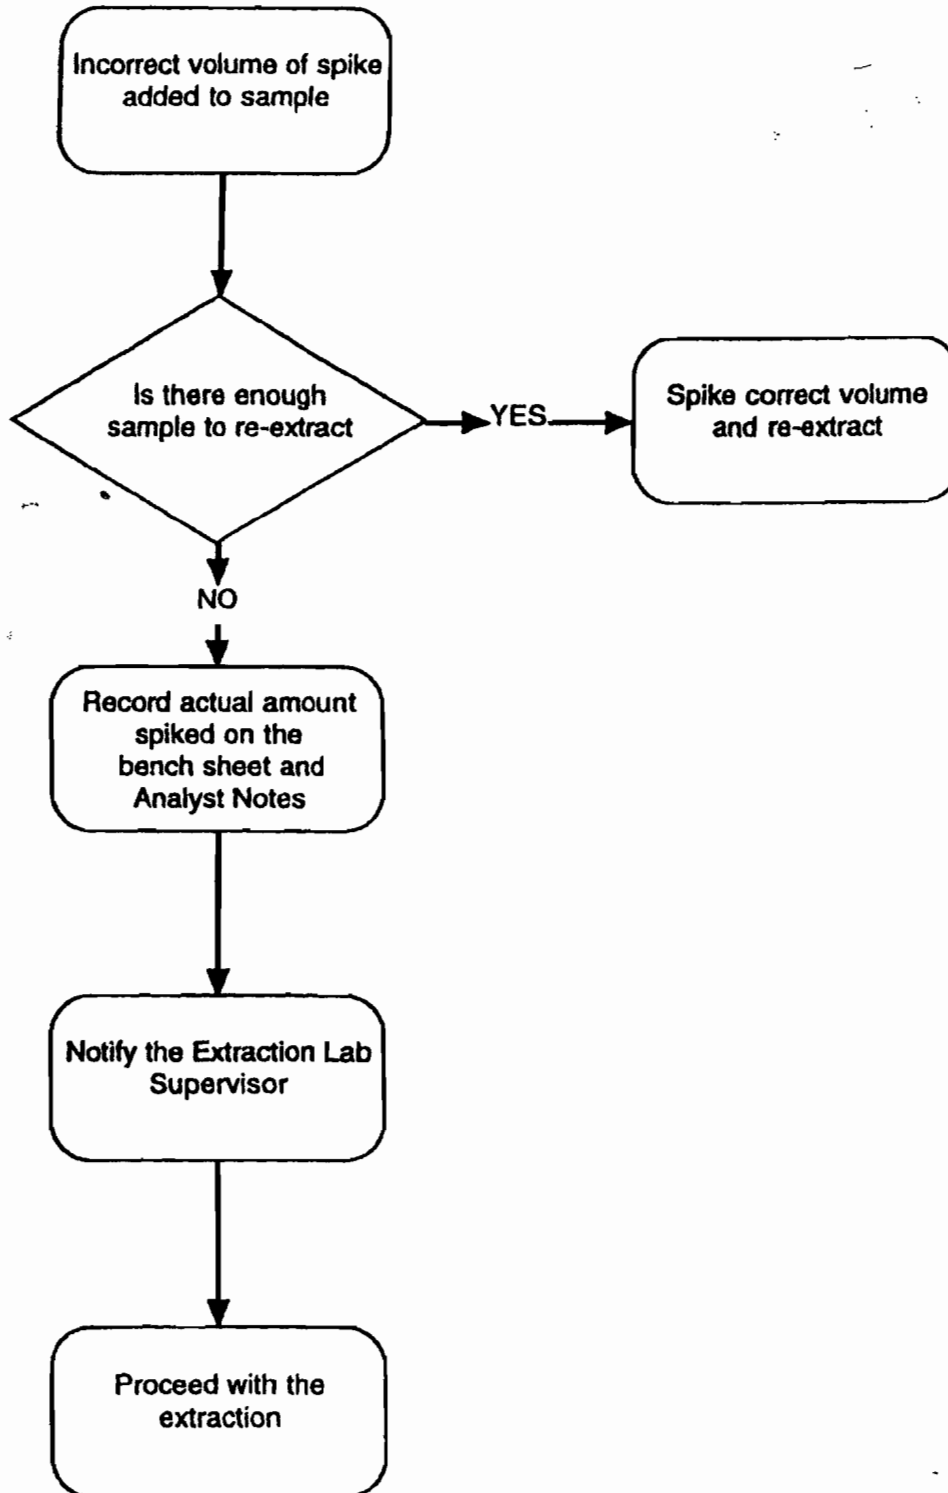 Incorrect volume of spike
added to sample
Is there enough
sample to re-extract
YES
Spike correct volume
and re-extract
NO
Record actual amount
spiked on the
bench sheet and
Analyst Notes
Notify the Extraction Lab
Supervisor
Proceed with the
extraction